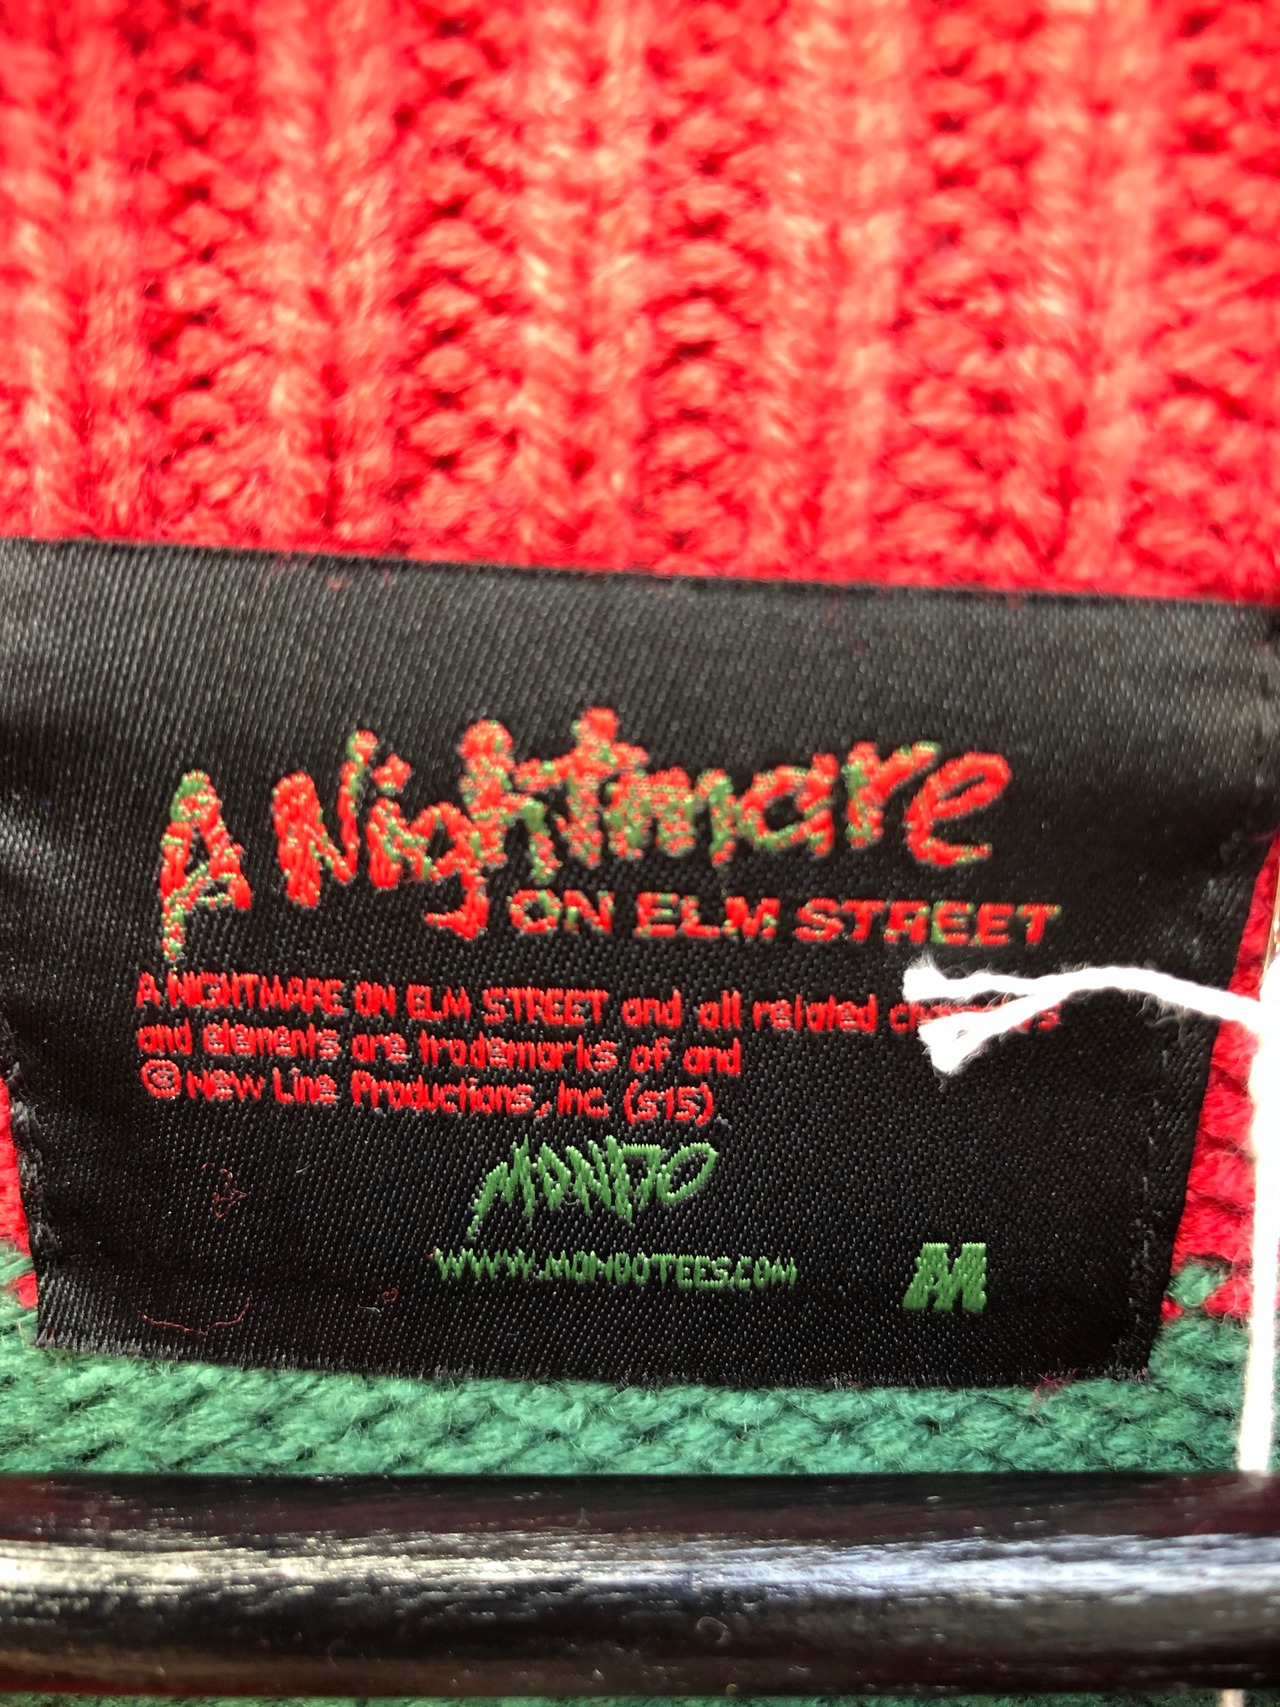 A Nightmare
ON ELM STREET
A NIGHTMARE ON ELM STREET and all related characters
and elements are trademarks of and
© New Line Productions, Inc. (s15)
MONDO
WWW.MONDOTEES.COM
M